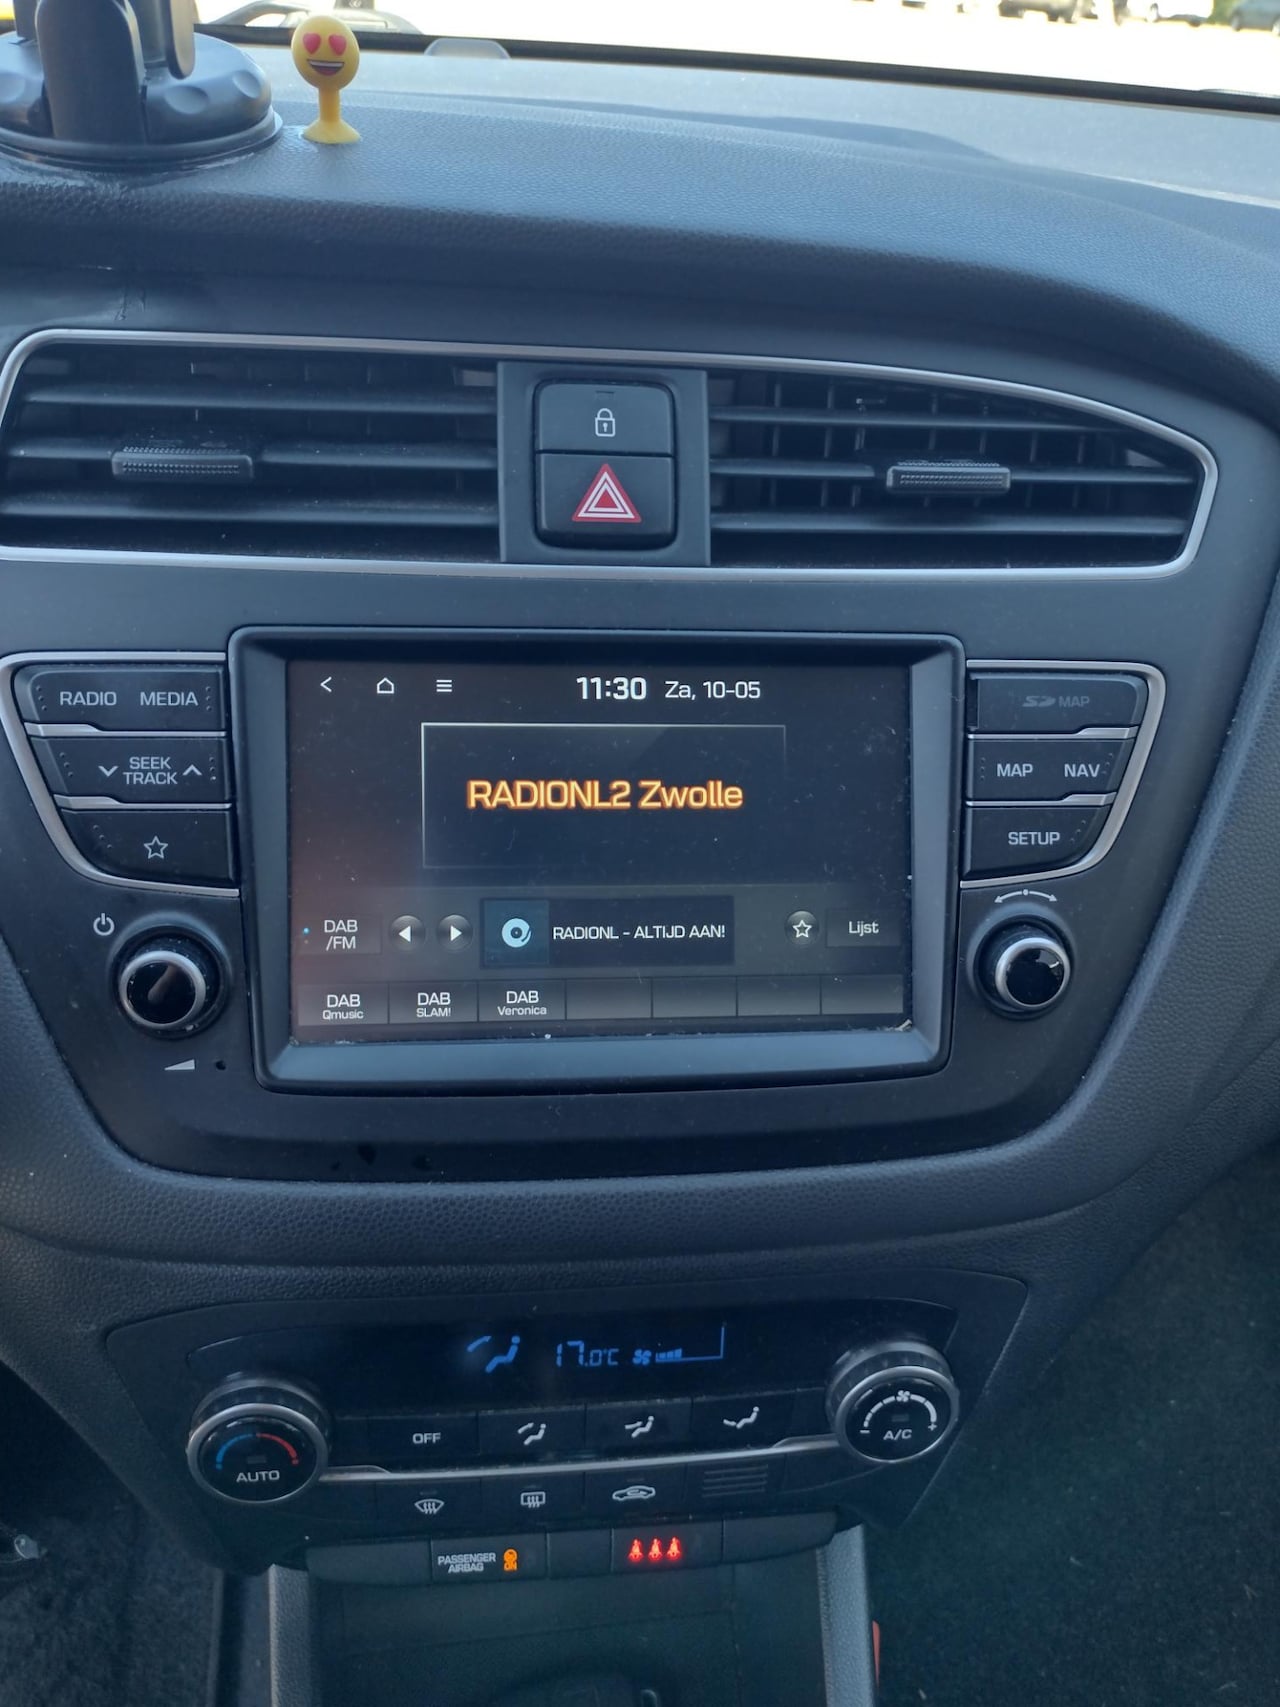 11:30 Za, 10-05
RADIO MEDIA
SEEK
TRACK
MAP
MAP NAV
SETUP
RADIONL2 Zwolle
DAB
/FM
RADIONL - ALTIJD AAN!
Lijst
DAB
Qmusic
DAB
SLAM!
DAB
Veronica
17.0°C
AUTO
OFF
A/C
PASSENGER
AIRBAG
ON